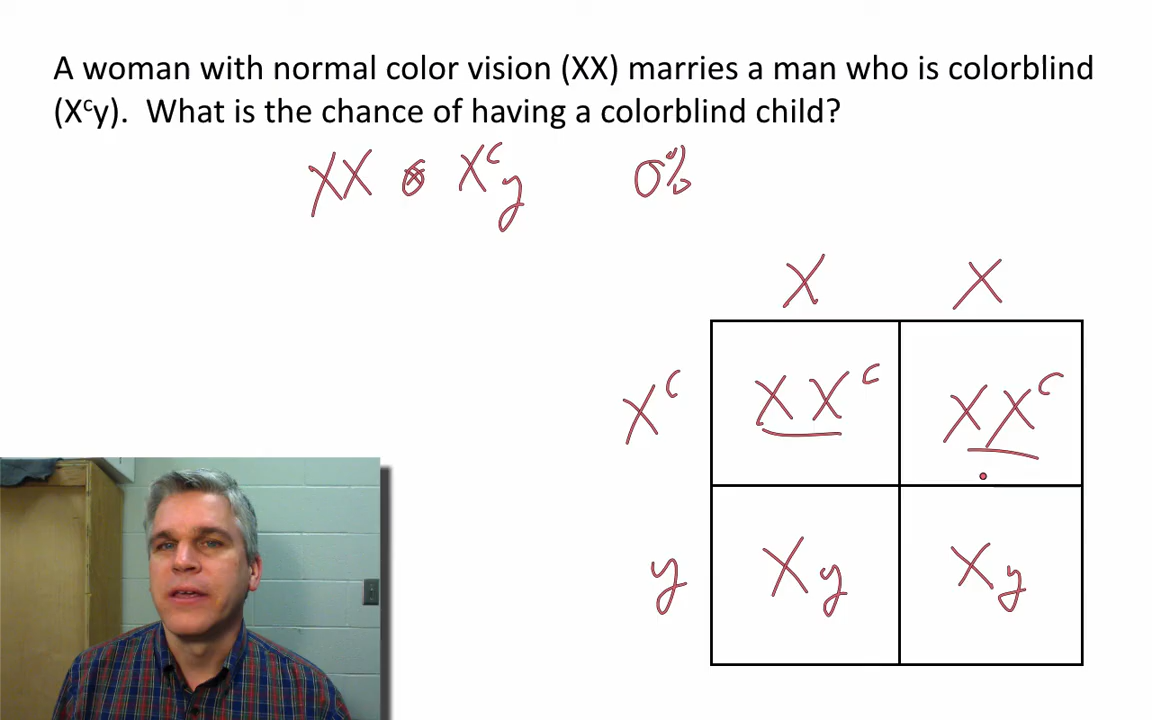 A woman with normal color vision (XX) marries a man who is colorblind
(Xᶜy). What is the chance of having a colorblind child?
XX ⊗ Xᶜy 0%
X X
Xᶜ XXᶜ XXᶜ
y Xy Xy